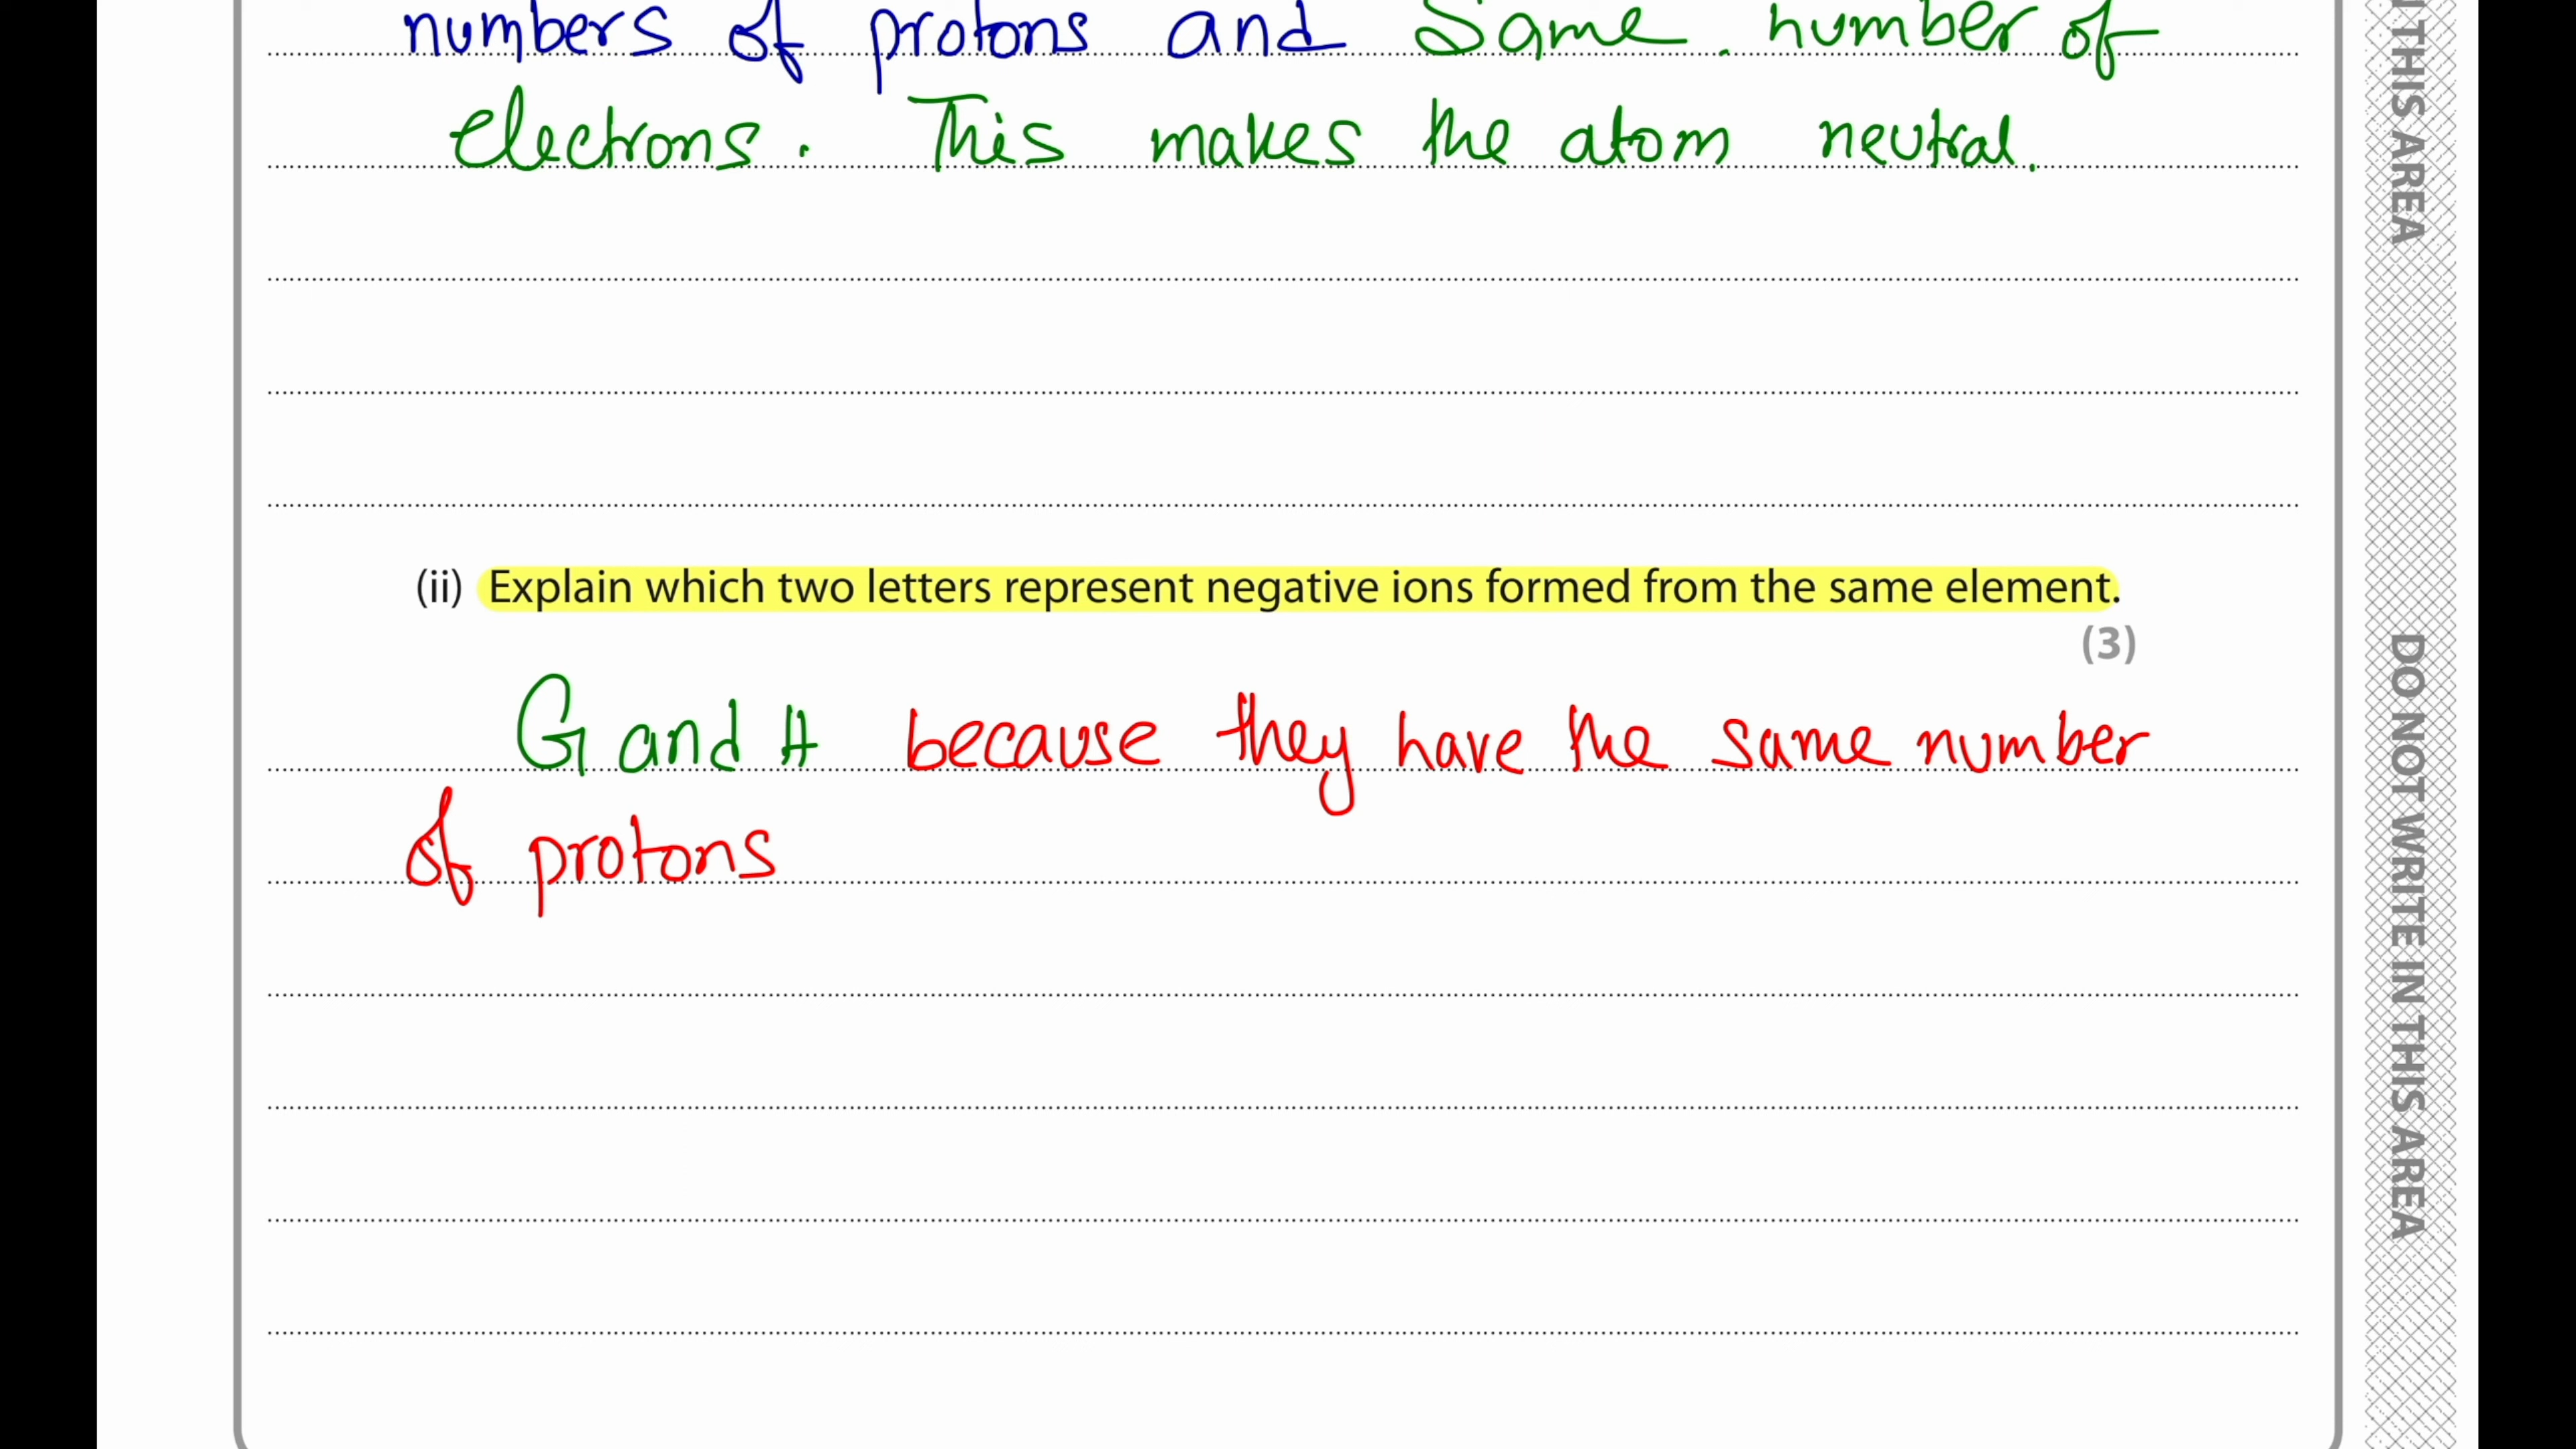 numbers of protons and same number of
electrons. This makes the atom neutral.
(ii) Explain which two letters represent negative ions formed from the same element.
(3)
G and H because they have the same number
of protons
THIS AREA
DO NOT WRITE IN THIS AREA